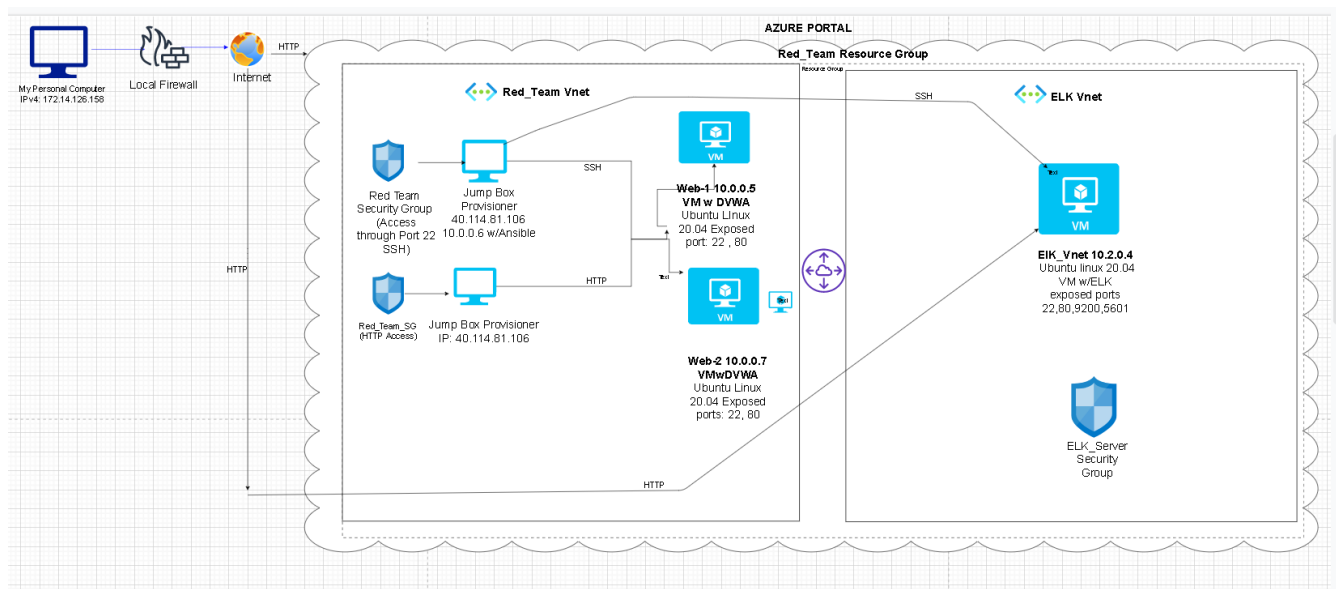 AZURE PORTAL
Red_Team Resource Group
Resource Group
HTTP
My Personal Computer
IPv4: 172.14.126.158
Local Firewall
Internet
Red_Team Vnet
SSH
ELK Vnet
Red Team
Security Group
(Access
through Port 22
SSH)
Jump Box
Provisioner
40.114.81.106
10.0.0.6 w/Ansible
SSH
VM
Web-1 10.0.0.5
VM w DVWA
Ubuntu LInux
20.04 Exposed
port: 22 , 80
Text
VM
ElK_Vnet 10.2.0.4
Ubuntu linux 20.04
VM w/ELK
exposed ports
22,80,9200,5601
HTTP
Red_Team_SG
(HTTP Access)
Jump Box Provisioner
IP: 40.114.81.106
HTTP
Text
VM
Text
Web-2 10.0.0.7
VMwDVWA
Ubuntu Linux
20.04 Exposed
ports: 22, 80
ELK_Server
Security
Group
HTTP